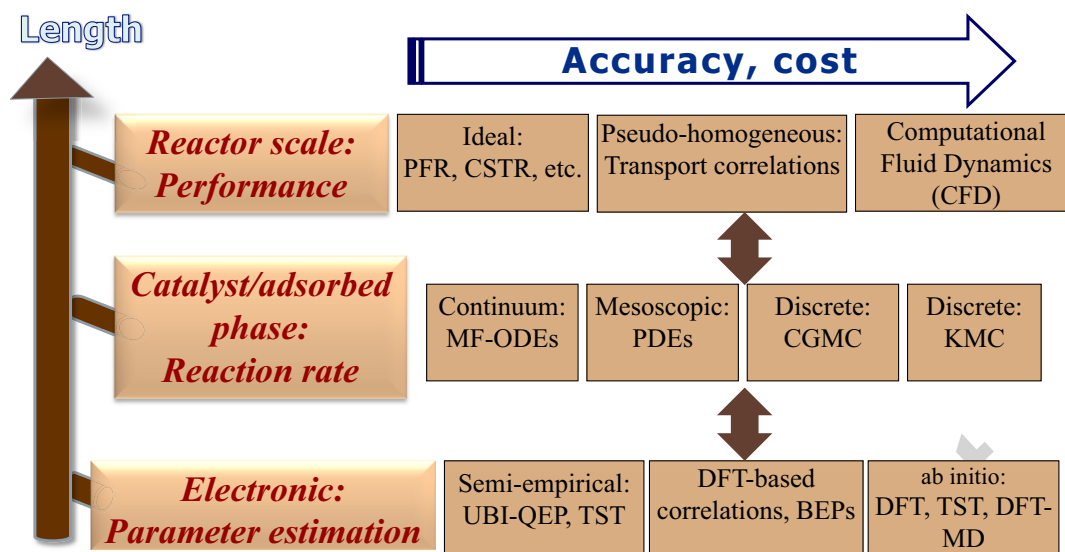 Length
Accuracy, cost
Reactor scale:
Performance
Ideal:
PFR, CSTR, etc.
Pseudo-homogeneous:
Transport correlations
Computational
Fluid Dynamics
(CFD)
Catalyst/adsorbed
phase:
Reaction rate
Continuum:
MF-ODEs
Mesoscopic:
PDEs
Discrete:
CGMC
Discrete:
KMC
Electronic:
Parameter estimation
Semi-empirical:
UBI-QEP, TST
DFT-based
correlations, BEPs
ab initio:
DFT, TST, DFT-
MD